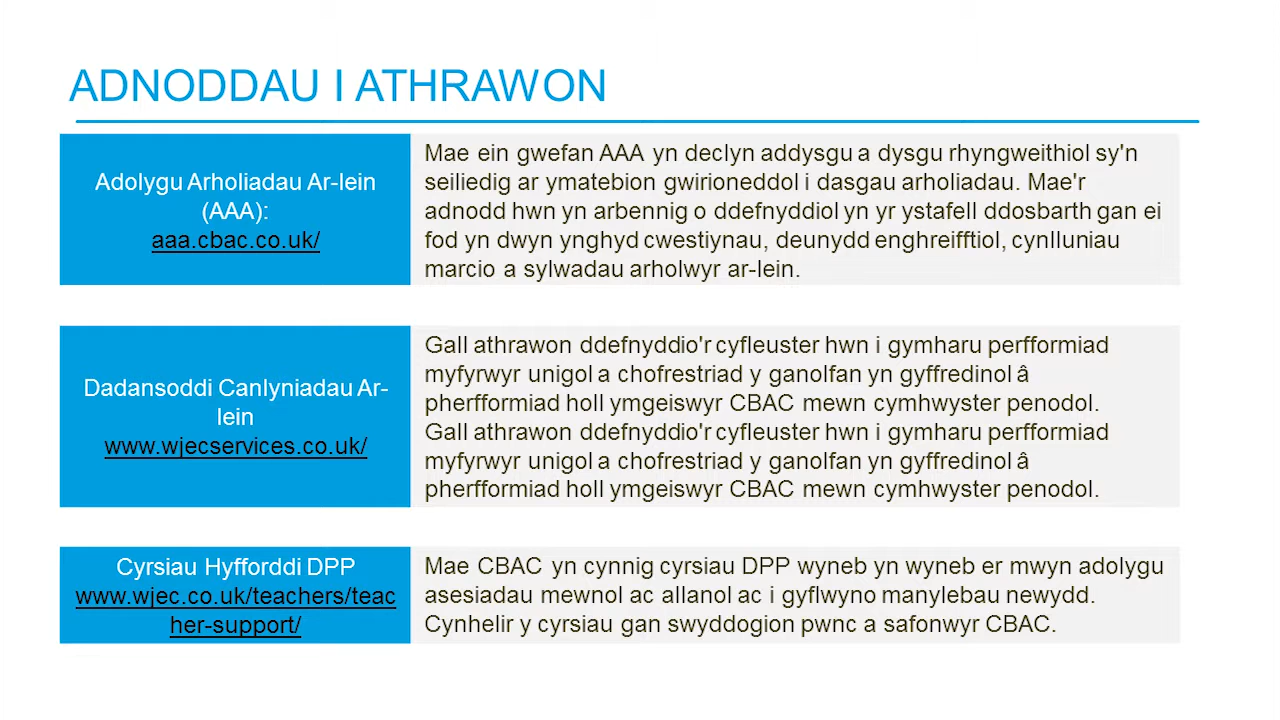 ADNODDAU I ATHRAWON
Adolygu Arholiadau Ar-lein
(AAA):
aaa.cbac.co.uk/
Mae ein gwefan AAA yn declyn addysgu a dysgu rhyngweithiol sy'n
seiliedig ar ymatebion gwirioneddol i dasgau arholiadau. Mae'r
adnodd hwn yn arbennig o ddefnyddiol yn yr ystafell ddosbarth gan ei
fod yn dwyn ynghyd cwestiynau, deunydd enghreifftiol, cynlluniau
marcio a sylwadau arholwyr ar-lein.
Dadansoddi Canlyniadau Ar-
lein
www.wjecservices.co.uk/
Gall athrawon ddefnyddio'r cyfleuster hwn i gymharu perfformiad
myfyrwyr unigol a chofrestriad y ganolfan yn gyffredinol â
pherfformiad holl ymgeiswyr CBAC mewn cymhwyster penodol.
Gall athrawon ddefnyddio'r cyfleuster hwn i gymharu perfformiad
myfyrwyr unigol a chofrestriad y ganolfan yn gyffredinol â
pherfformiad holl ymgeiswyr CBAC mewn cymhwyster penodol.
Cyrsiau Hyfforddi DPP
www.wjec.co.uk/teachers/teac
her-support/
Mae CBAC yn cynnig cyrsiau DPP wyneb yn wyneb er mwyn adolygu
asesiadau mewnol ac allanol ac i gyflwyno manylebau newydd.
Cynhelir y cyrsiau gan swyddogion pwnc a safonwyr CBAC.